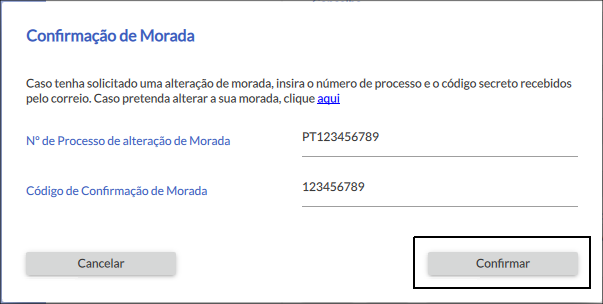 Confirmação de Morada
Caso tenha solicitado uma alteração de morada, insira o número de processo e o código secreto recebidos
pelo correio. Caso pretenda alterar a sua morada, clique aqui
Nº de Processo de alteração de Morada
PT123456789
Código de Confirmação de Morada
123456789
Cancelar
Confirmar